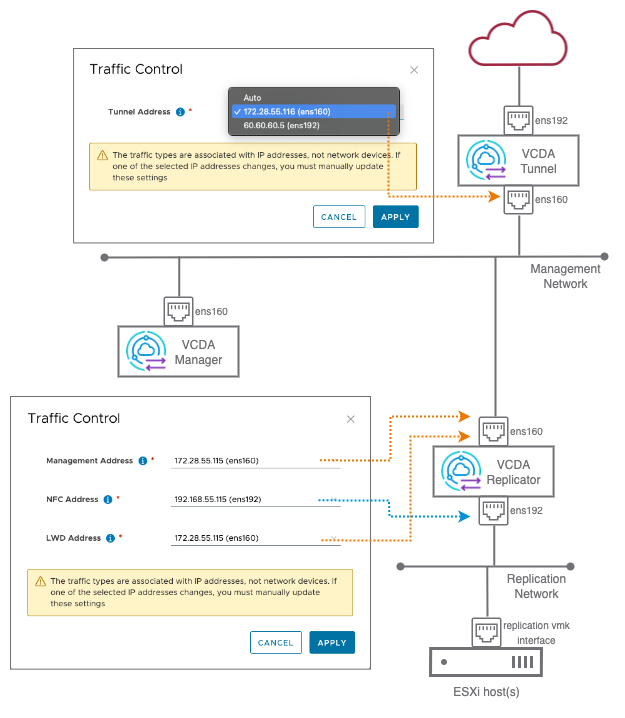 Traffic Control
Tunnel Address *
Auto
172.28.55.116 (ens160)
60.60.60.5 (ens192)
The traffic types are associated with IP addresses, not network devices. If
one of the selected IP addresses changes, you must manually update
these settings
CANCEL
APPLY
ens192
VCDA
Tunnel
ens160
Management
Network
ens160
VCDA
Manager
Traffic Control
Management Address *
172.28.55.115 (ens160)
NFC Address *
192.168.55.115 (ens192)
LWD Address *
172.28.55.115 (ens160)
The traffic types are associated with IP addresses, not network devices. If
one of the selected IP addresses changes, you must manually update
these settings
CANCEL
APPLY
ens160
VCDA
Replicator
ens192
Replication
Network
replication vmk
interface
ESXi host(s)